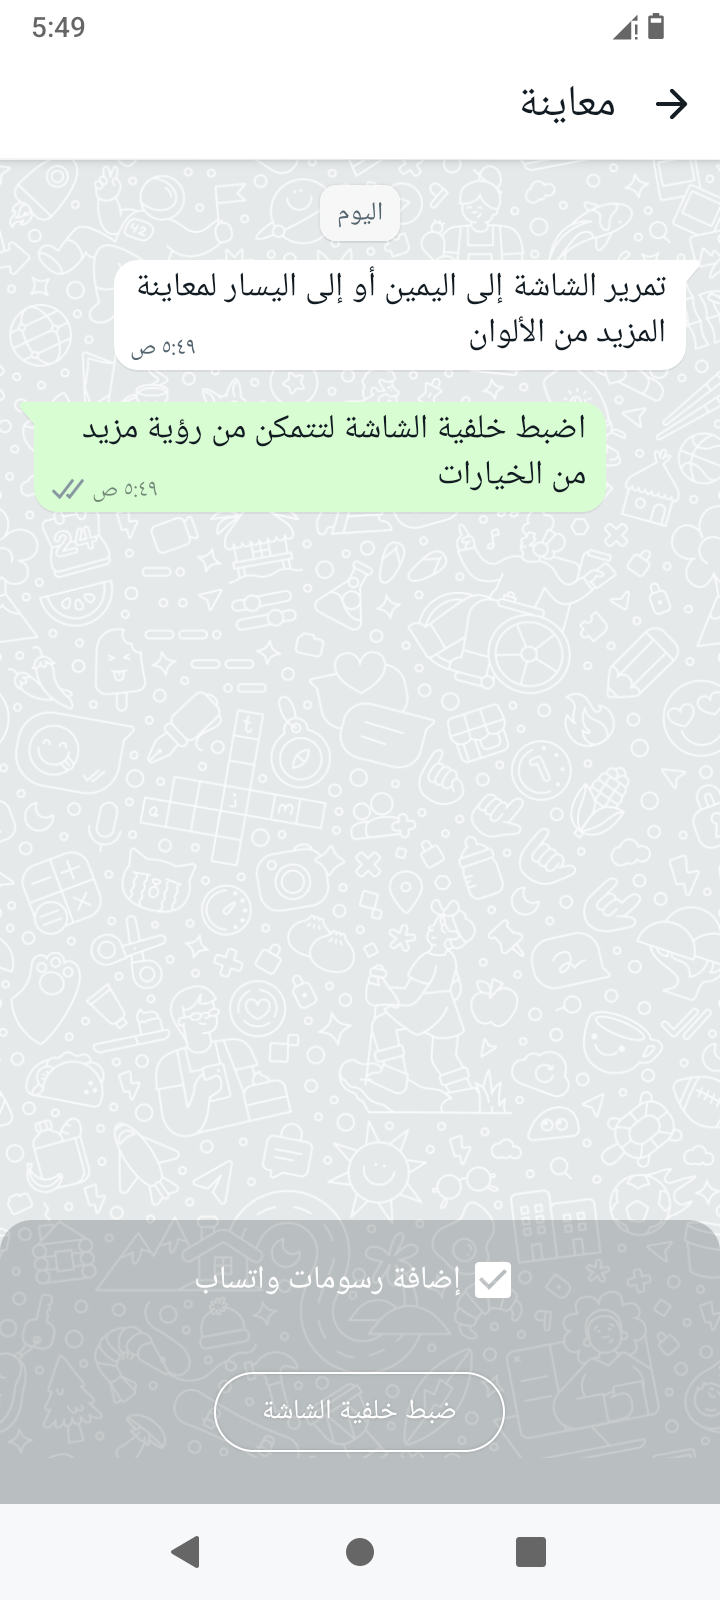 5:49
معاينة
اليوم
تمرير الشاشة إلى اليمين أو إلى اليسار لمعاينة
المزيد من الألوان
٥:٤٩ ص
اضبط خلفية الشاشة لتتمكن من رؤية مزيد
من الخيارات
٥:٤٩ ص
إضافة رسومات واتساب
ضبط خلفية الشاشة